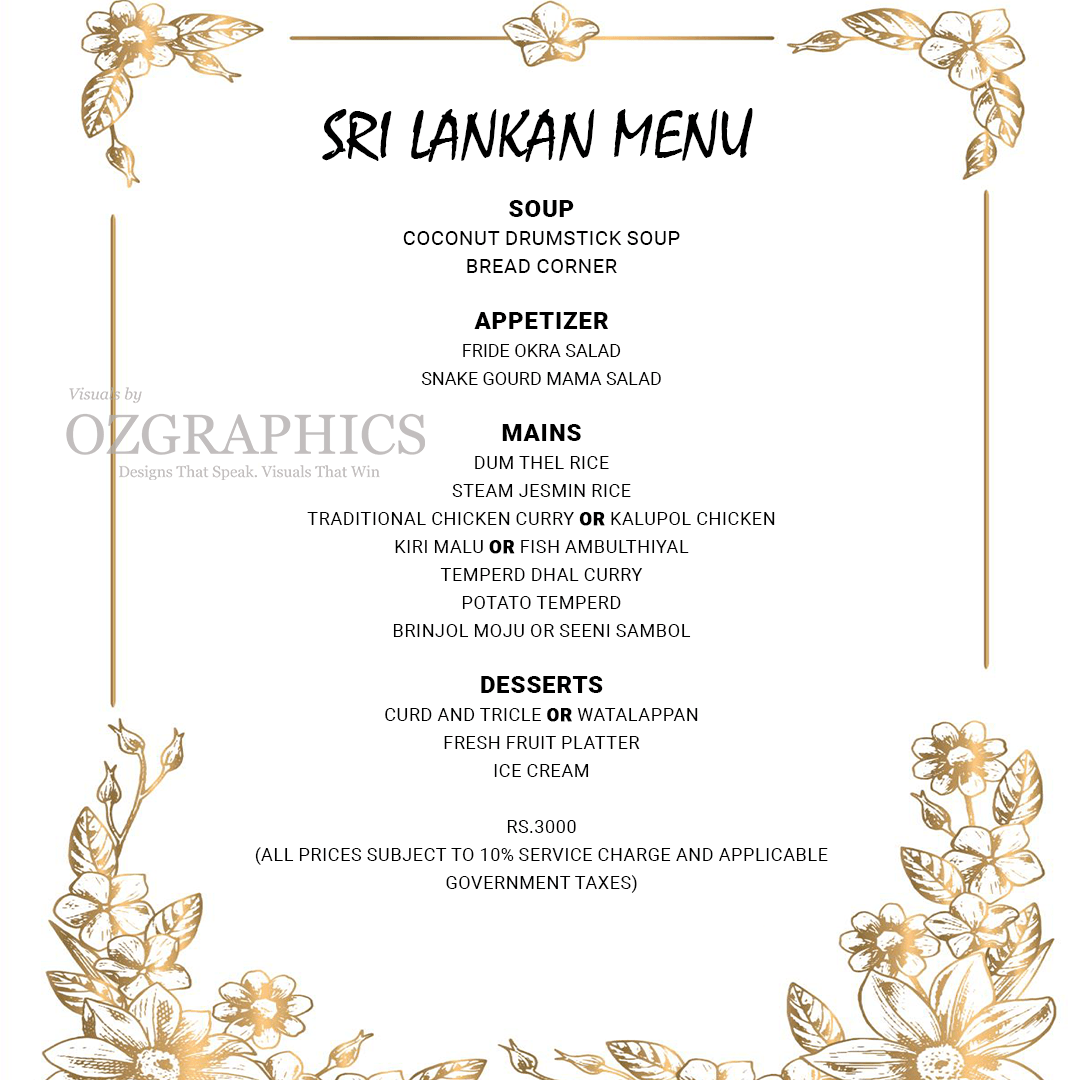 SRI LANKAN MENU
SOUP
COCONUT DRUMSTICK SOUP
BREAD CORNER
APPETIZER
FRIDE OKRA SALAD
SNAKE GOURD MAMA SALAD
Visuals by
OZGRAPHICS
Designs That Speak. Visuals That Win
MAINS
DUM THEL RICE
STEAM JESMIN RICE
TRADITIONAL CHICKEN CURRY OR KALUPOL CHICKEN
KIRI MALU OR FISH AMBULTHIYAL
TEMPERD DHAL CURRY
POTATO TEMPERD
BRINJOL MOJU OR SEENI SAMBOL
DESSERTS
CURD AND TRICLE OR WATALAPPAN
FRESH FRUIT PLATTER
ICE CREAM
RS.3000
(ALL PRICES SUBJECT TO 10% SERVICE CHARGE AND APPLICABLE
GOVERNMENT TAXES)